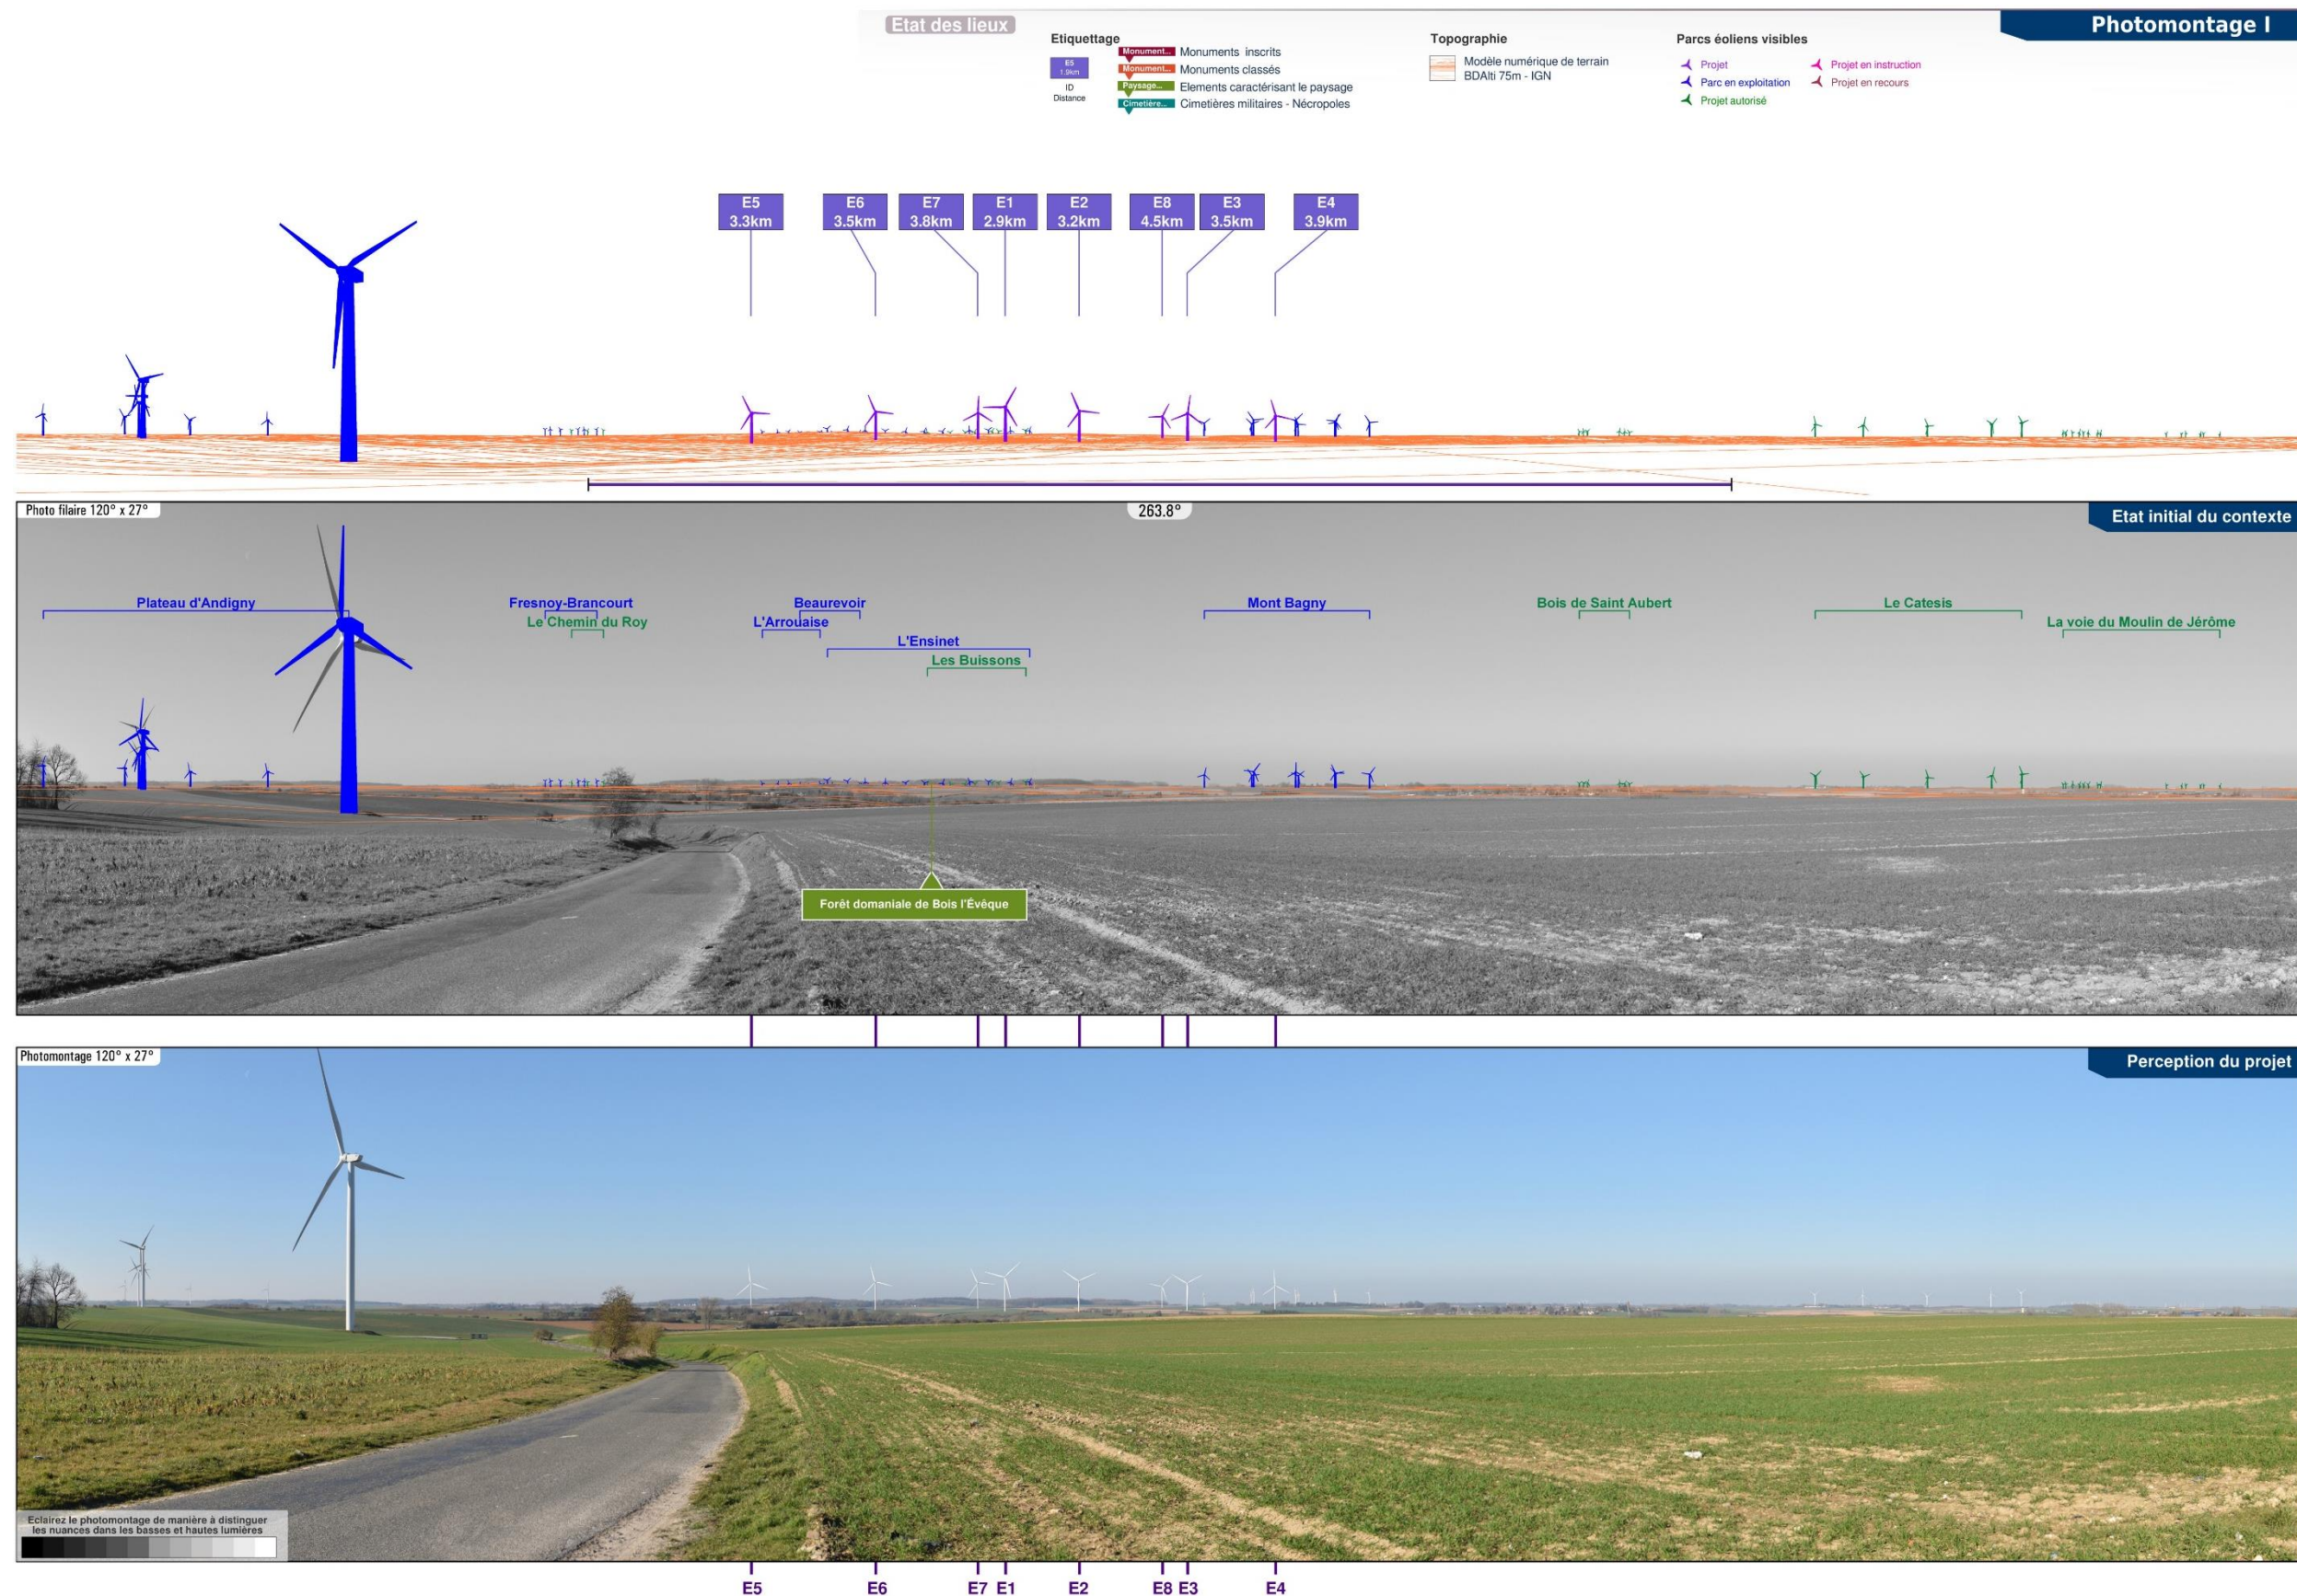 Etat des lieux
Photomontage I
Etiquettage
E5
1.9km
ID
Distance
Monument... Monuments inscrits
Monument... Monuments classés
Paysage... Elements caractérisant le paysage
Cimetière... Cimetières militaires - Nécropoles
Topographie
Modèle numérique de terrain
BDAlti 75m - IGN
Parcs éoliens visibles
Projet
Parc en exploitation
Projet autorisé
Projet en instruction
Projet en recours
E5
3.3km
E6
3.5km
E7
3.8km
E1
2.9km
E2
3.2km
E8
4.5km
E3
3.5km
E4
3.9km
Photo filaire 120° x 27°
263.8°
Etat initial du contexte
Plateau d'Andigny
Fresnoy-Brancourt
Le Chemin du Roy
Beaurevoir
L'Arrouaise
L'Ensinet
Les Buissons
Mont Bagny
Bois de Saint Aubert
Le Catesis
La voie du Moulin de Jérôme
Forêt domaniale de Bois l'Évêque
Photomontage 120° x 27°
Perception du projet
Eclairez le photomontage de manière à distinguer
les nuances dans les basses et hautes lumières
E5 E6 E7 E1 E2 E8 E3 E4